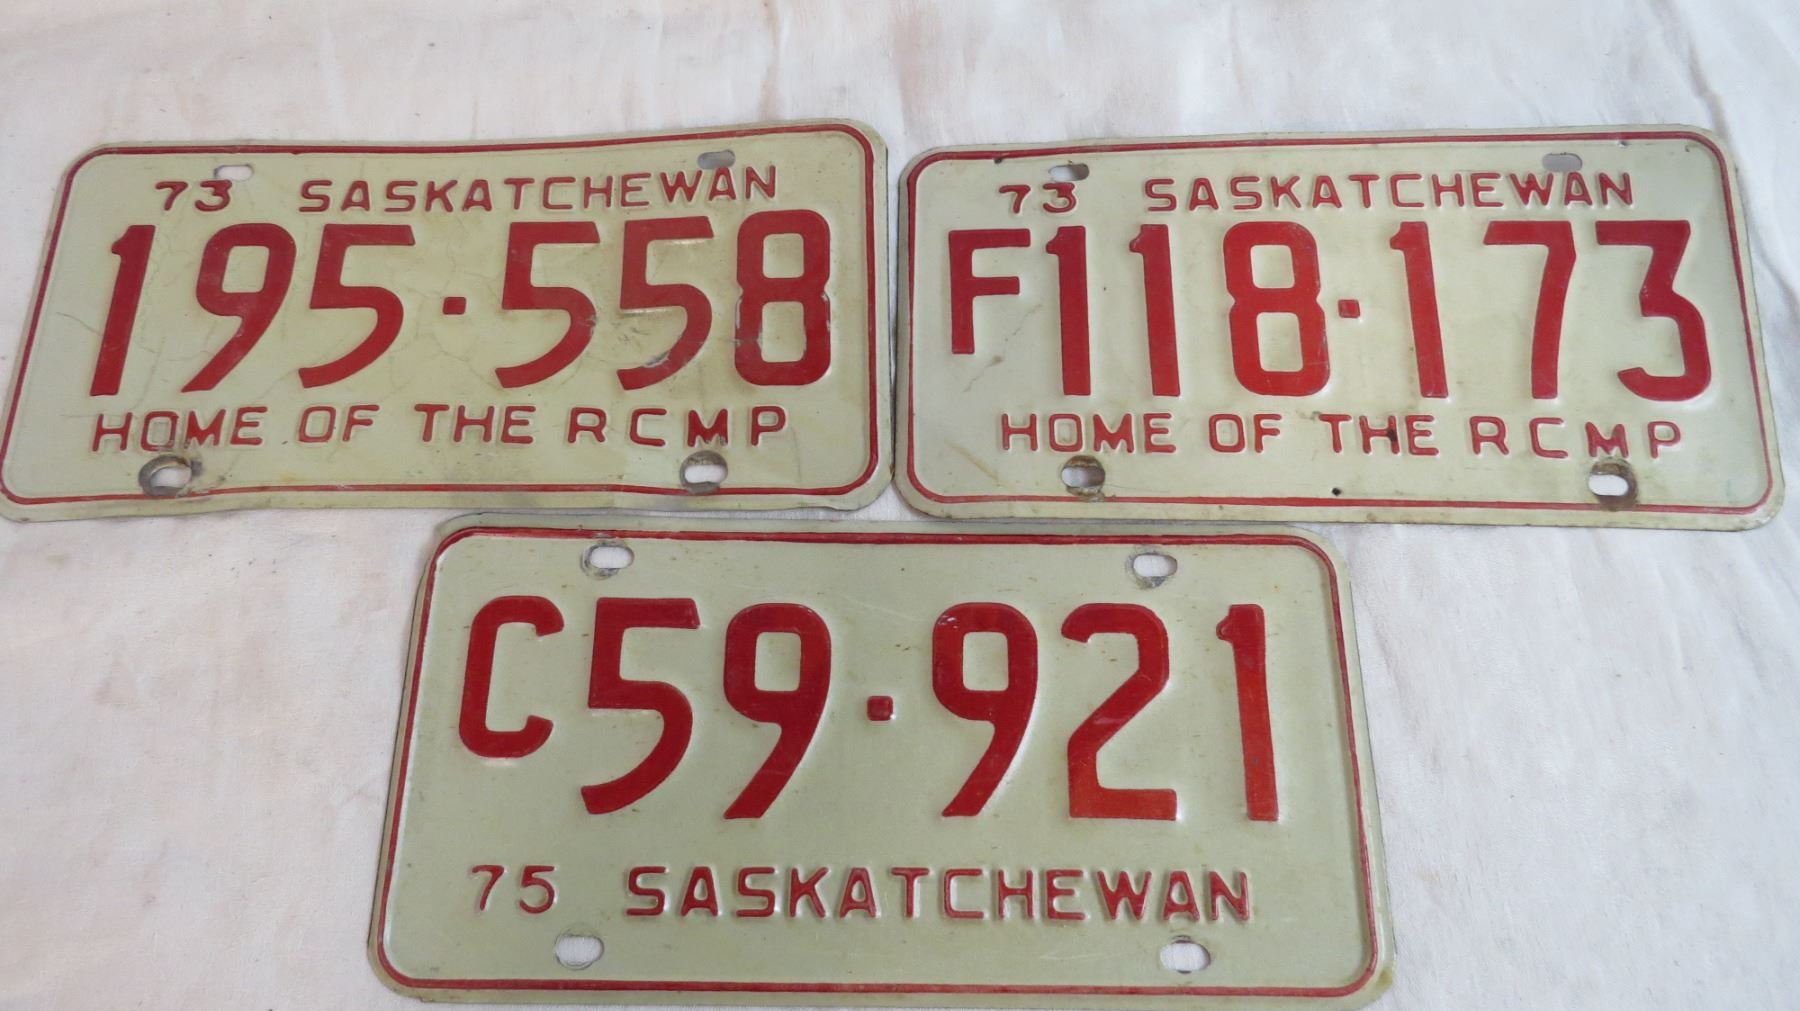 73 SASKATCHEWAN
195·558
HOME OF THE RCMP
73 SASKATCHEWAN
F118·173
HOME OF THE RCMP
C59·921
75 SASKATCHEWAN